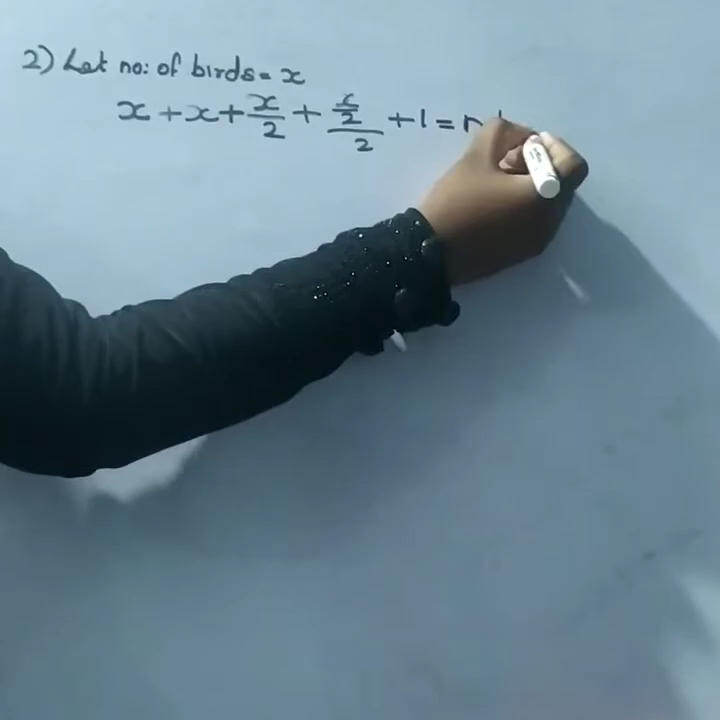 2) Let no: of birds = x
x + x + x/2 + (x/2)/2 + 1 =